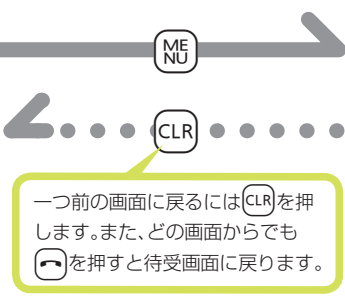 ME
NU
CLR
一つ前の画面に戻るにはCLRを押
します。また、どの画面からでも
を押すと待受画面に戻ります。